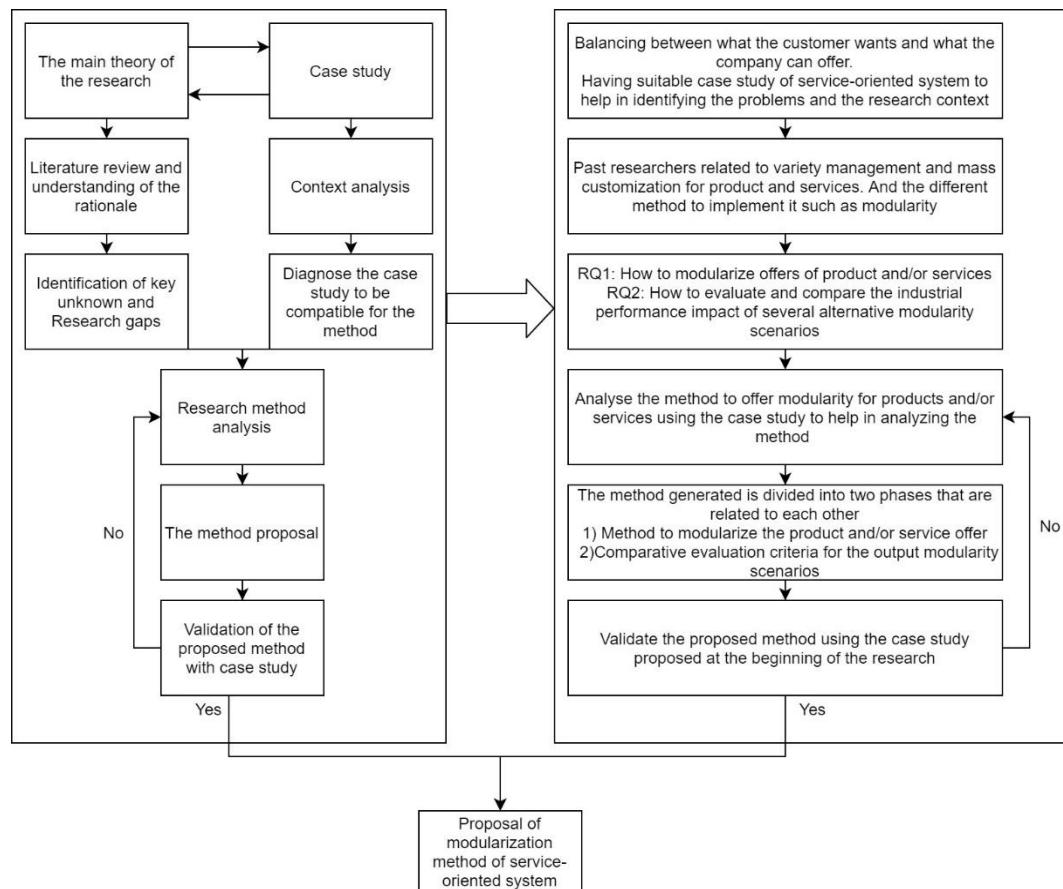 The main theory of
the research
Case study
Literature review and
understanding of the
rationale
Context analysis
Identification of key
unknown and
Research gaps
Diagnose the case
study to be
compatible for the
method
Research method
analysis
No
The method proposal
Validation of the
proposed method
with case study
Yes
Balancing between what the customer wants and what the
company can offer.
Having suitable case study of service-oriented system to
help in identifying the problems and the research context
Past researchers related to variety management and mass
customization for product and services. And the different
method to implement it such as modularity
RQ1: How to modularize offers of product and/or services
RQ2: How to evaluate and compare the industrial
performance impact of several alternative modularity
scenarios
Analyse the method to offer modularity for products and/or
services using the case study to help in analyzing the
method
The method generated is divided into two phases that are
related to each other
1) Method to modularize the product and/or service offer
2)Comparative evaluation criteria for the output modularity
scenarios
No
Validate the proposed method using the case study
proposed at the beginning of the research
Yes
Proposal of
modularization
method of service-
oriented system